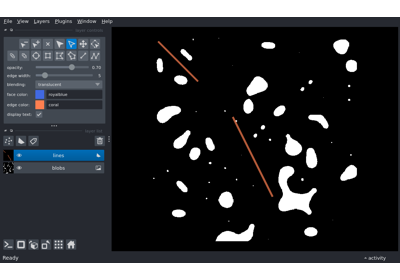 File View Layers Plugins Window Help
opacity: 0.70
edge width: 5
blending: translucent
face color: royalblue
edge color: coral
display text:
lines
blobs
Ready
activity